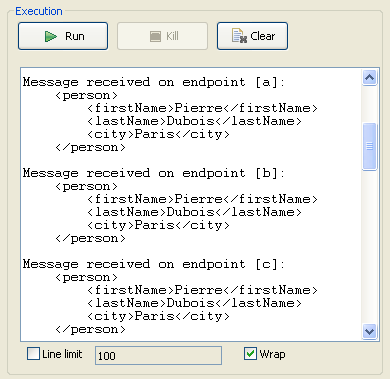 Execution
Run Kill Clear
Message received on endpoint [a]:
<person>
<firstName>Pierre</firstName>
<lastName>Dubois</lastName>
<city>Paris</city>
</person>
Message received on endpoint [b]:
<person>
<firstName>Pierre</firstName>
<lastName>Dubois</lastName>
<city>Paris</city>
</person>
Message received on endpoint [c]:
<person>
<firstName>Pierre</firstName>
<lastName>Dubois</lastName>
<city>Paris</city>
</person>
Line limit 100 Wrap